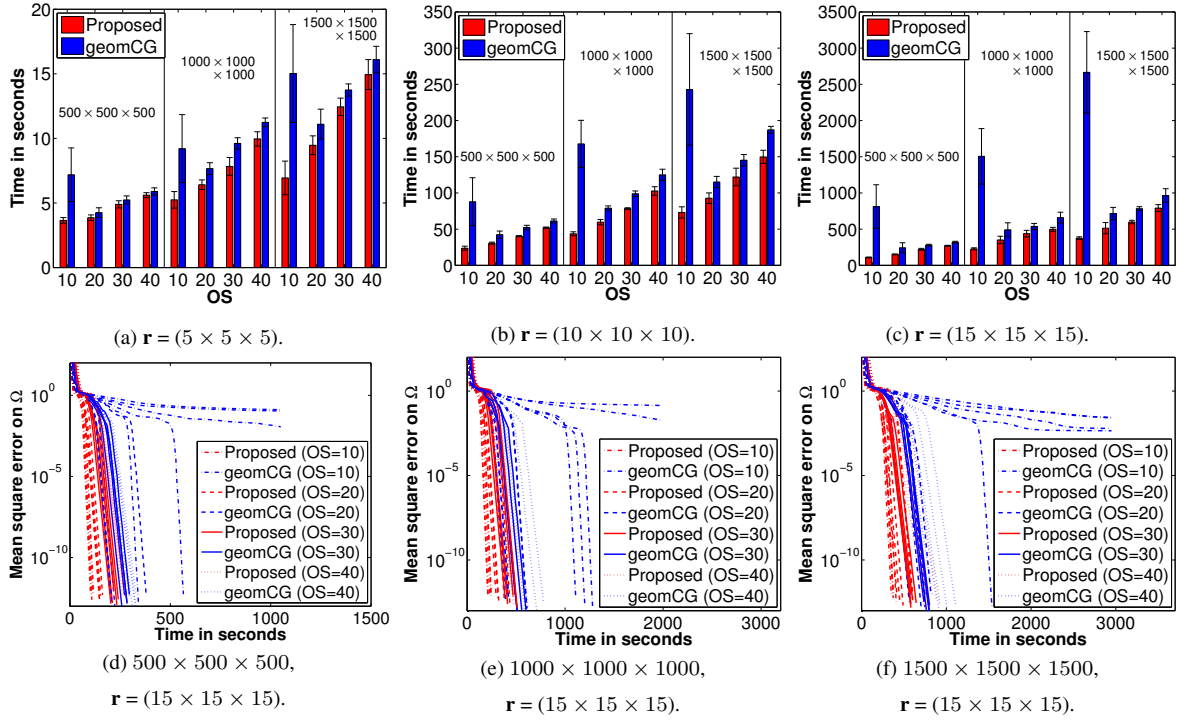 Proposed
geomCG
Time in seconds
20
15
10
5
0
500 × 500 × 500
1000 × 1000
× 1000
1500 × 1500
× 1500
10 20 30 40 10 20 30 40 10 20 30 40
OS
(a) r = (5 × 5 × 5).
Proposed
geomCG
Time in seconds
350
300
250
200
150
100
50
0
500 × 500 × 500
1000 × 1000
× 1000
1500 × 1500
× 1500
10 20 30 40 10 20 30 40 10 20 30 40
OS
(b) r = (10 × 10 × 10).
Proposed
geomCG
Time in seconds
3500
3000
2500
2000
1500
1000
500
0
500 × 500 × 500
1000 × 1000
× 1000
1500 × 1500
× 1500
10 20 30 40 10 20 30 40 10 20 30 40
OS
(c) r = (15 × 15 × 15).
Mean square error on Ω
10⁰
10⁻⁵
10⁻¹⁰
Proposed (OS=10)
geomCG (OS=10)
Proposed (OS=20)
geomCG (OS=20)
Proposed (OS=30)
geomCG (OS=30)
Proposed (OS=40)
geomCG (OS=40)
0 500 1000 1500
Time in seconds
(d) 500 × 500 × 500,
r = (15 × 15 × 15).
Mean square error on Ω
10⁰
10⁻⁵
10⁻¹⁰
Proposed (OS=10)
geomCG (OS=10)
Proposed (OS=20)
geomCG (OS=20)
Proposed (OS=30)
geomCG (OS=30)
Proposed (OS=40)
geomCG (OS=40)
0 1000 2000 3000
Time in seconds
(e) 1000 × 1000 × 1000,
r = (15 × 15 × 15).
Mean square error on Ω
10⁰
10⁻⁵
10⁻¹⁰
Proposed (OS=10)
geomCG (OS=10)
Proposed (OS=20)
geomCG (OS=20)
Proposed (OS=30)
geomCG (OS=30)
Proposed (OS=40)
geomCG (OS=40)
0 1000 2000 3000
Time in seconds
(f) 1500 × 1500 × 1500,
r = (15 × 15 × 15).